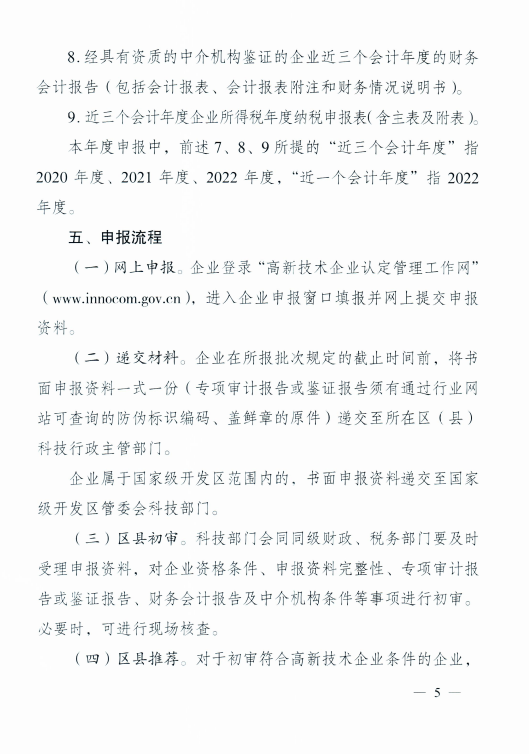 8. 经具有资质的中介机构鉴证的企业近三个会计年度的财务
会计报告（包括会计报表、会计报表附注和财务情况说明书）。
9. 近三个会计年度企业所得税年度纳税申报表（含主表及附表）。
本年度申报中，前述 7、8、9 所提的“近三个会计年度”指
2020 年度、2021 年度、2022 年度，“近一个会计年度”指 2022
年度。
五、申报流程
（一）网上申报。企业登录“高新技术企业认定管理工作网”
（www.innocom.gov.cn），进入企业申报窗口填报并网上提交申报
资料。
（二）递交材料。企业在所报批次规定的截止时间前，将书
面申报资料一式一份（专项审计报告或鉴证报告须有通过行业网
站可查询的防伪标识编码、盖鲜章的原件）递交至所在区（县）
科技行政主管部门。
企业属于国家级开发区范围内的，书面申报资料递交至国家
级开发区管委会科技部门。
（三）区县初审。科技部门会同同级财政、税务部门要及时
受理申报资料，对企业资格条件、申报资料完整性、专项审计报
告或鉴证报告、财务会计报告及中介机构条件等事项进行初审。
必要时，可进行现场核查。
（四）区县推荐。对于初审符合高新技术企业条件的企业，
— 5 —